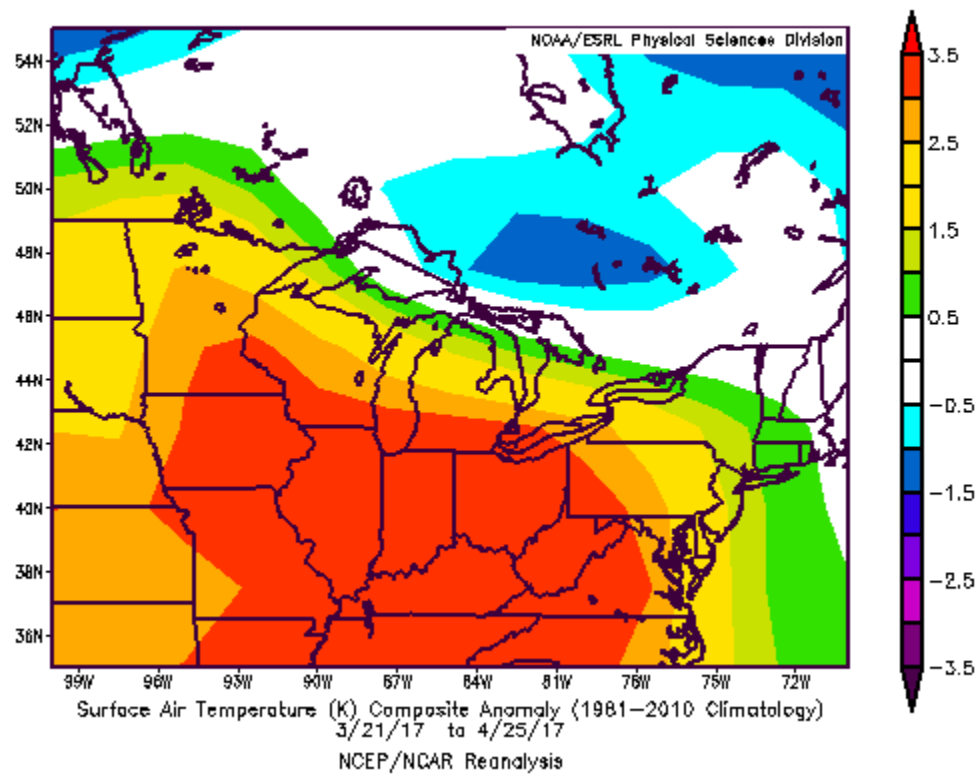 NOAA/ESRL Physical Sciences Division
54N
52N
50N
48N
46N
44N
42N
40N
38N
36N
99W 96W 93W 90W 87W 84W 81W 78W 75W 72W
3.5
2.5
1.5
0.5
-0.5
-1.5
-2.5
-3.5
Surface Air Temperature (K) Composite Anomaly (1981-2010 Climatology)
3/21/17 to 4/25/17
NCEP/NCAR Reanalysis